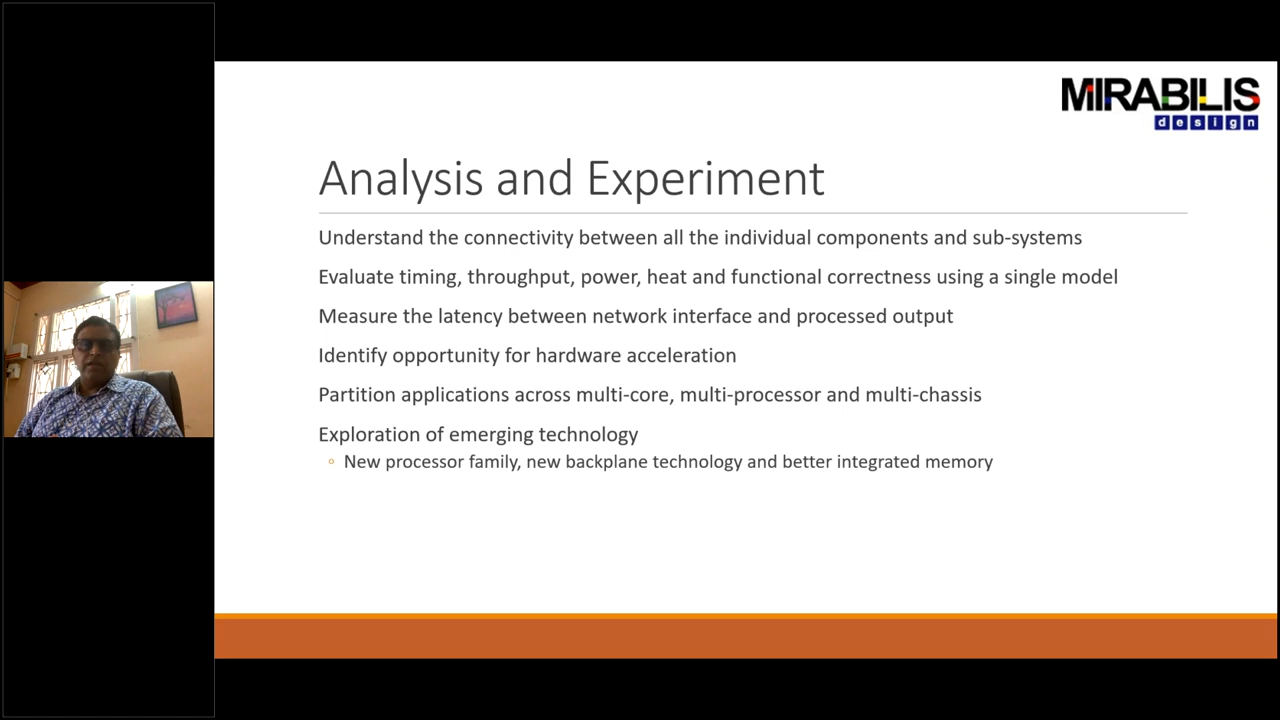 MIRABILIS
design
Analysis and Experiment
Understand the connectivity between all the individual components and sub-systems
Evaluate timing, throughput, power, heat and functional correctness using a single model
Measure the latency between network interface and processed output
Identify opportunity for hardware acceleration
Partition applications across multi-core, multi-processor and multi-chassis
Exploration of emerging technology
New processor family, new backplane technology and better integrated memory